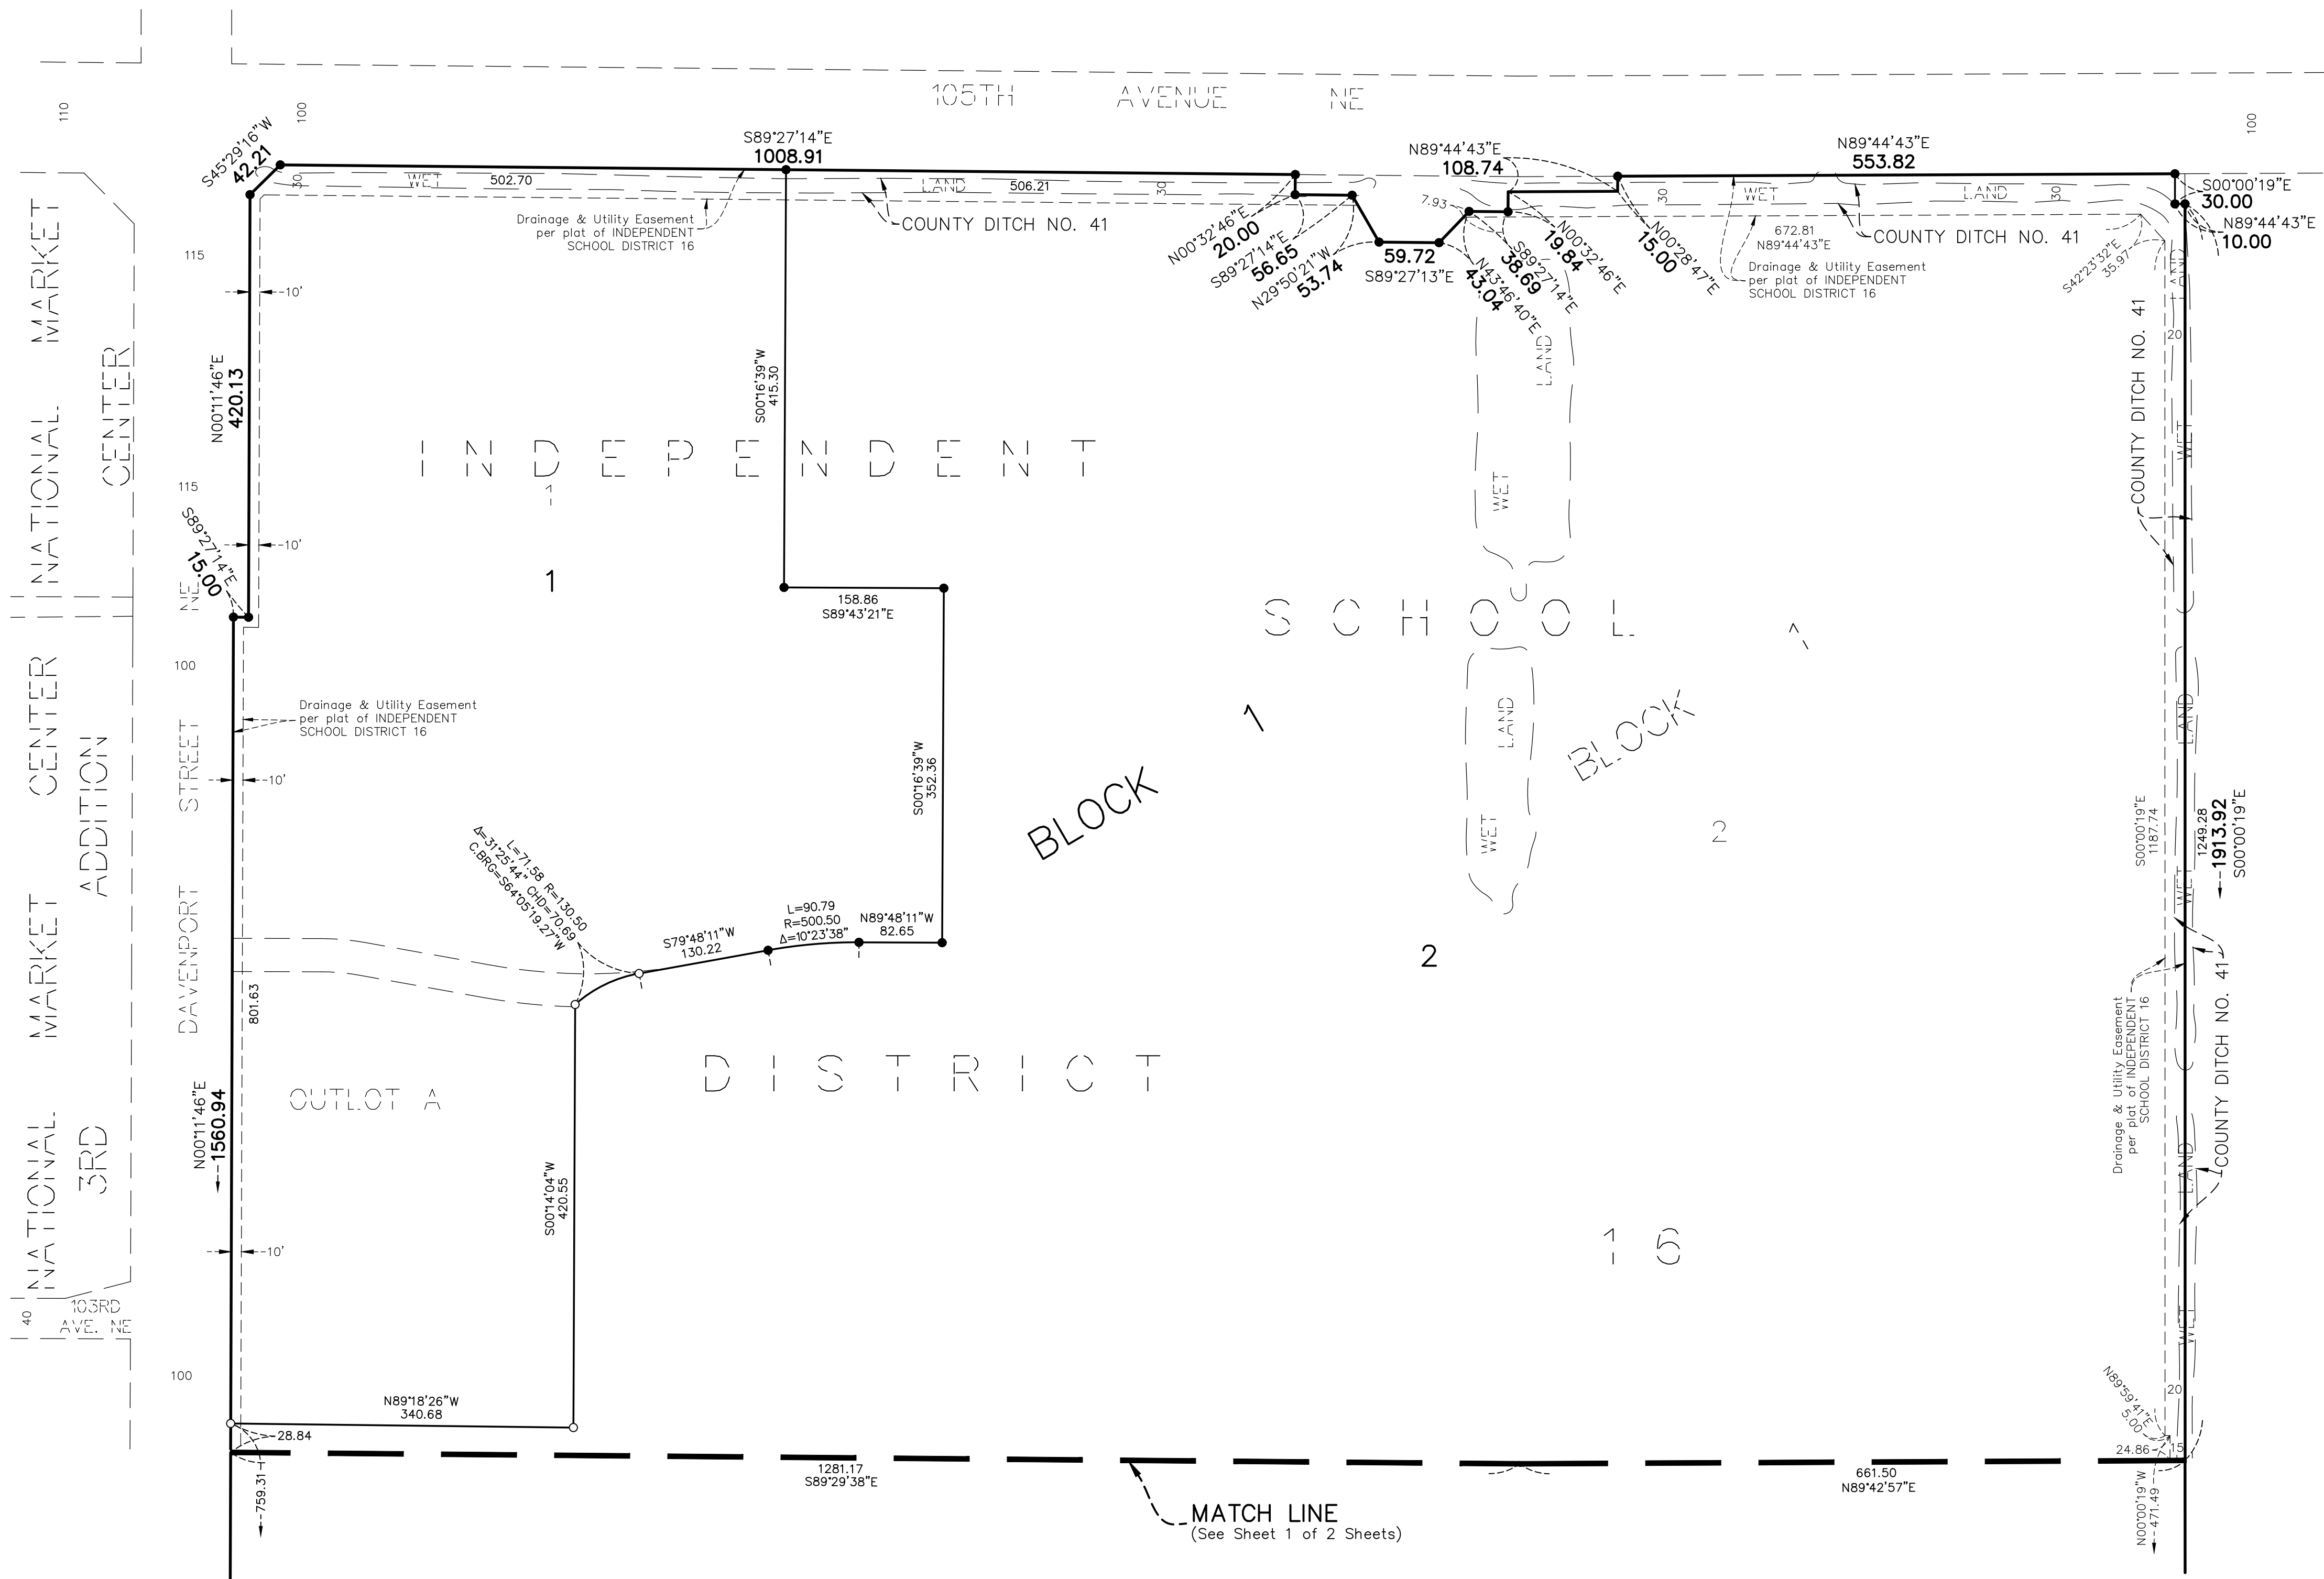 105TH AVENUE NE
110
100
100
S45°29'16"W
42.21
30
WET
502.70
S89°27'14"E
1008.91
LAND
506.21
30
Drainage & Utility Easement
per plat of INDEPENDENT
SCHOOL DISTRICT 16
COUNTY DITCH NO. 41
N00°32'46"E
20.00
S89°27'14"E
56.65
N29°50'21"W
53.74
59.72
S89°27'13"E
N43°46'40"E
43.04
7.93
S89°27'14"E
38.69
N00°32'46"E
19.84
N89°44'43"E
108.74
N00°28'47"E
15.00
30
N89°44'43"E
553.82
WET
LAND
30
672.81
N89°44'43"E
COUNTY DITCH NO. 41
Drainage & Utility Easement
per plat of INDEPENDENT
SCHOOL DISTRICT 16
S00°00'19"E
30.00
N89°44'43"E
10.00
S42°23'32"E
35.97
LAND
20
COUNTY DITCH NO. 41
WET
NATIONAL MARKET
CENTER
115
10'
N00°11'46"E
420.13
115
10'
S89°27'14"E
15.00
DAVENPORT STREET NE
100
NATIONAL MARKET CENTER
3RD ADDITION
Drainage & Utility Easement
per plat of INDEPENDENT
SCHOOL DISTRICT 16
10'
INDEPENDENT
1
1
S00°16'39"W
415.30
158.86
S89°43'21"E
S00°16'39"W
352.36
WET
LAND
SCHOOL
1
1
BLOCK
BLOCK
WET
LAND
2
2
L=71.58 R=130.50
Δ=31°25'44" CHD=70.69
C.BRG=S64°05'19.27"W
S79°48'11"W
130.22
L=90.79
R=500.50
Δ=10°23'38"
N89°48'11"W
82.65
LAND
S00°00'19"E
1187.74
1249.28
1913.92
S00°00'19"E
WET
801.63
N00°11'46"E
1560.94
OUTLOT A
DISTRICT
S00°14'04"W
420.55
16
Drainage & Utility Easement
per plat of INDEPENDENT
SCHOOL DISTRICT 16
COUNTY DITCH NO. 41
LAND
10'
103RD
AVE. NE
40
100
WET
20
N89°18'26"W
340.68
28.84
759.31
N89°59'41"E
5.00
24.86
15
1281.17
S89°29'38"E
661.50
N89°42'57"E
N00°00'19"W
471.49
MATCH LINE
(See Sheet 1 of 2 Sheets)